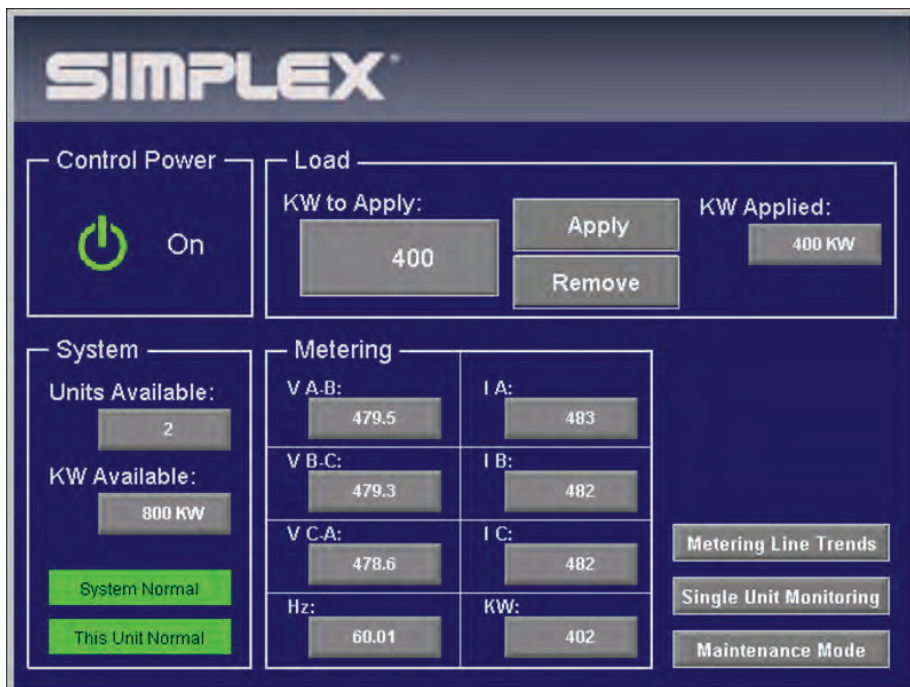 SIMPLEX
Control Power
On
Load
KW to Apply:
400
Apply
Remove
KW Applied:
400 KW
System
Units Available:
2
KW Available:
800 KW
System Normal
This Unit Normal
Metering
V A-B:
479.5
I A:
483
V B-C:
479.3
I B:
482
V C-A:
478.6
I C:
482
Hz:
60.01
KW:
402
Metering Line Trends
Single Unit Monitoring
Maintenance Mode